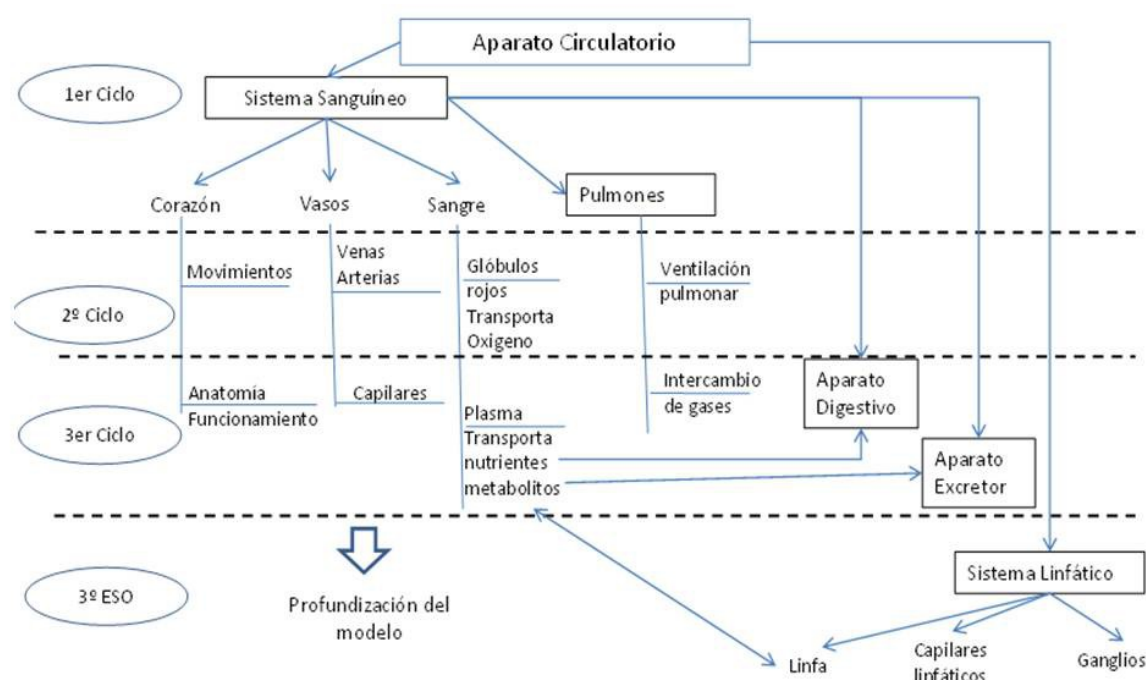 Aparato Circulatorio
1er Ciclo
Sistema Sanguíneo
Corazón
Vasos
Sangre
Pulmones
2º Ciclo
Movimientos
Venas
Arterias
Glóbulos
rojos
Transporta
Oxigeno
Ventilación
pulmonar
3er Ciclo
Anatomía
Funcionamiento
Capilares
Plasma
Transporta
nutrientes
metabolitos
Intercambio
de gases
Aparato
Digestivo
Aparato
Excretor
3º ESO
Profundización del
modelo
Sistema Linfático
Linfa
Capilares
linfáticos
Ganglios